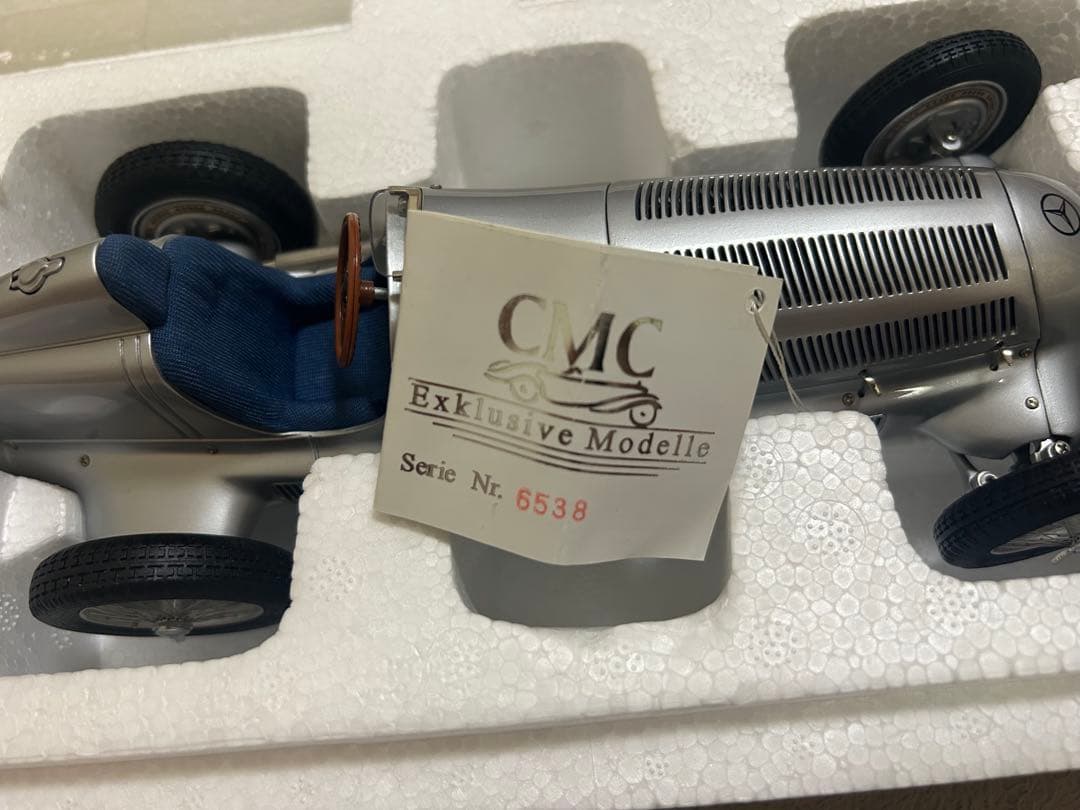 CMC
Exklusive Modelle
Serie Nr. 6538